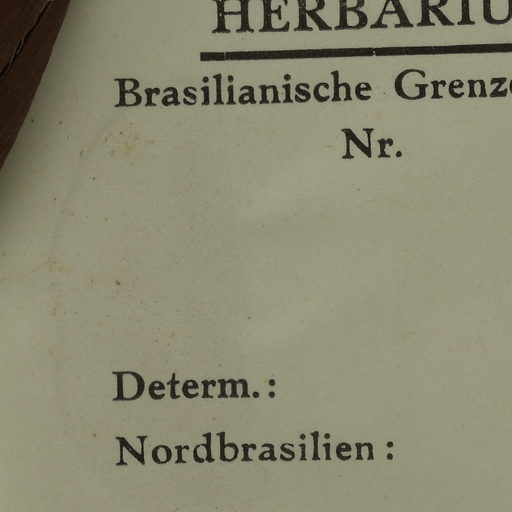 HERBARIU
Brasilianische Grenz
Nr.
Determ.:
Nordbrasilien: